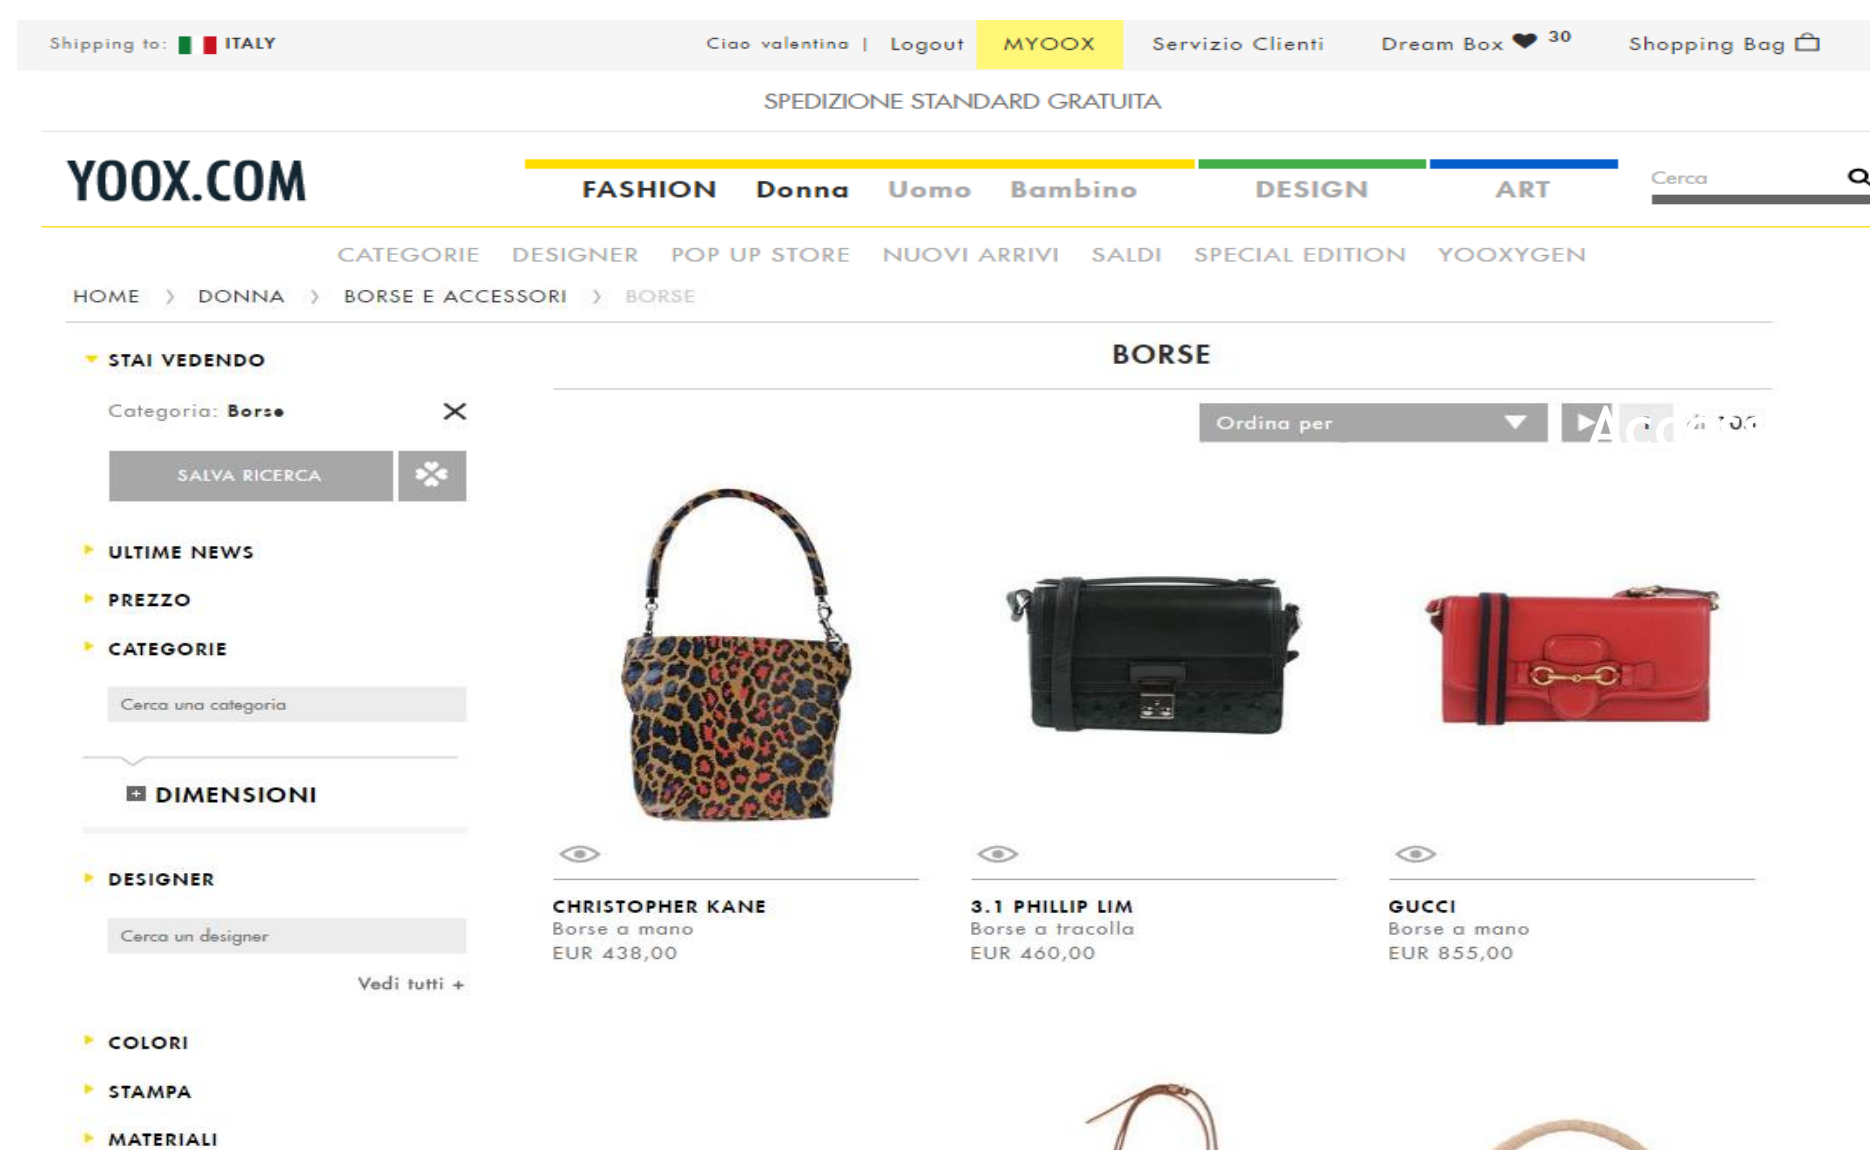 Shipping to: ITALY
Ciao valentina | Logout MYOOX Servizio Clienti Dream Box 30 Shopping Bag
SPEDIZIONE STANDARD GRATUITA
YOOX.COM
FASHION Donna Uomo Bambino DESIGN ART
Cerca
CATEGORIE DESIGNER POP UP STORE NUOVI ARRIVI SALDI SPECIAL EDITION YOOXYGEN
HOME > DONNA > BORSE E ACCESSORI > BORSE
STAI VEDENDO
Categoria: Borse
SALVA RICERCA
ULTIME NEWS
PREZZO
CATEGORIE
Cerca una categoria
DIMENSIONI
DESIGNER
Cerca un designer
Vedi tutti +
COLORI
STAMPA
MATERIALI
BORSE
Ordina per
CHRISTOPHER KANE
Borse a mano
EUR 438,00
3.1 PHILLIP LIM
Borse a tracolla
EUR 460,00
GUCCI
Borse a mano
EUR 855,00